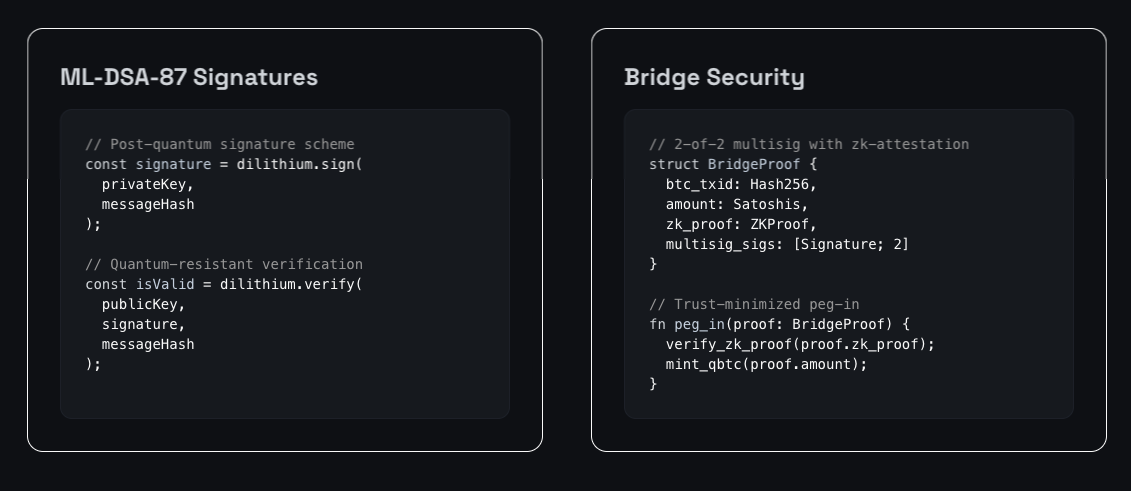 ML-DSA-87 Signatures
// Post-quantum signature scheme
const signature = dilithium.sign(
  privateKey,
  messageHash
);
// Quantum-resistant verification
const isValid = dilithium.verify(
  publicKey,
  signature,
  messageHash
);
Bridge Security
// 2-of-2 multisig with zk-attestation
struct BridgeProof {
  btc_txid: Hash256,
  amount: Satoshis,
  zk_proof: ZKProof,
  multisig_sigs: [Signature; 2]
}
// Trust-minimized peg-in
fn peg_in(proof: BridgeProof) {
  verify_zk_proof(proof.zk_proof);
  mint_qbtc(proof.amount);
}